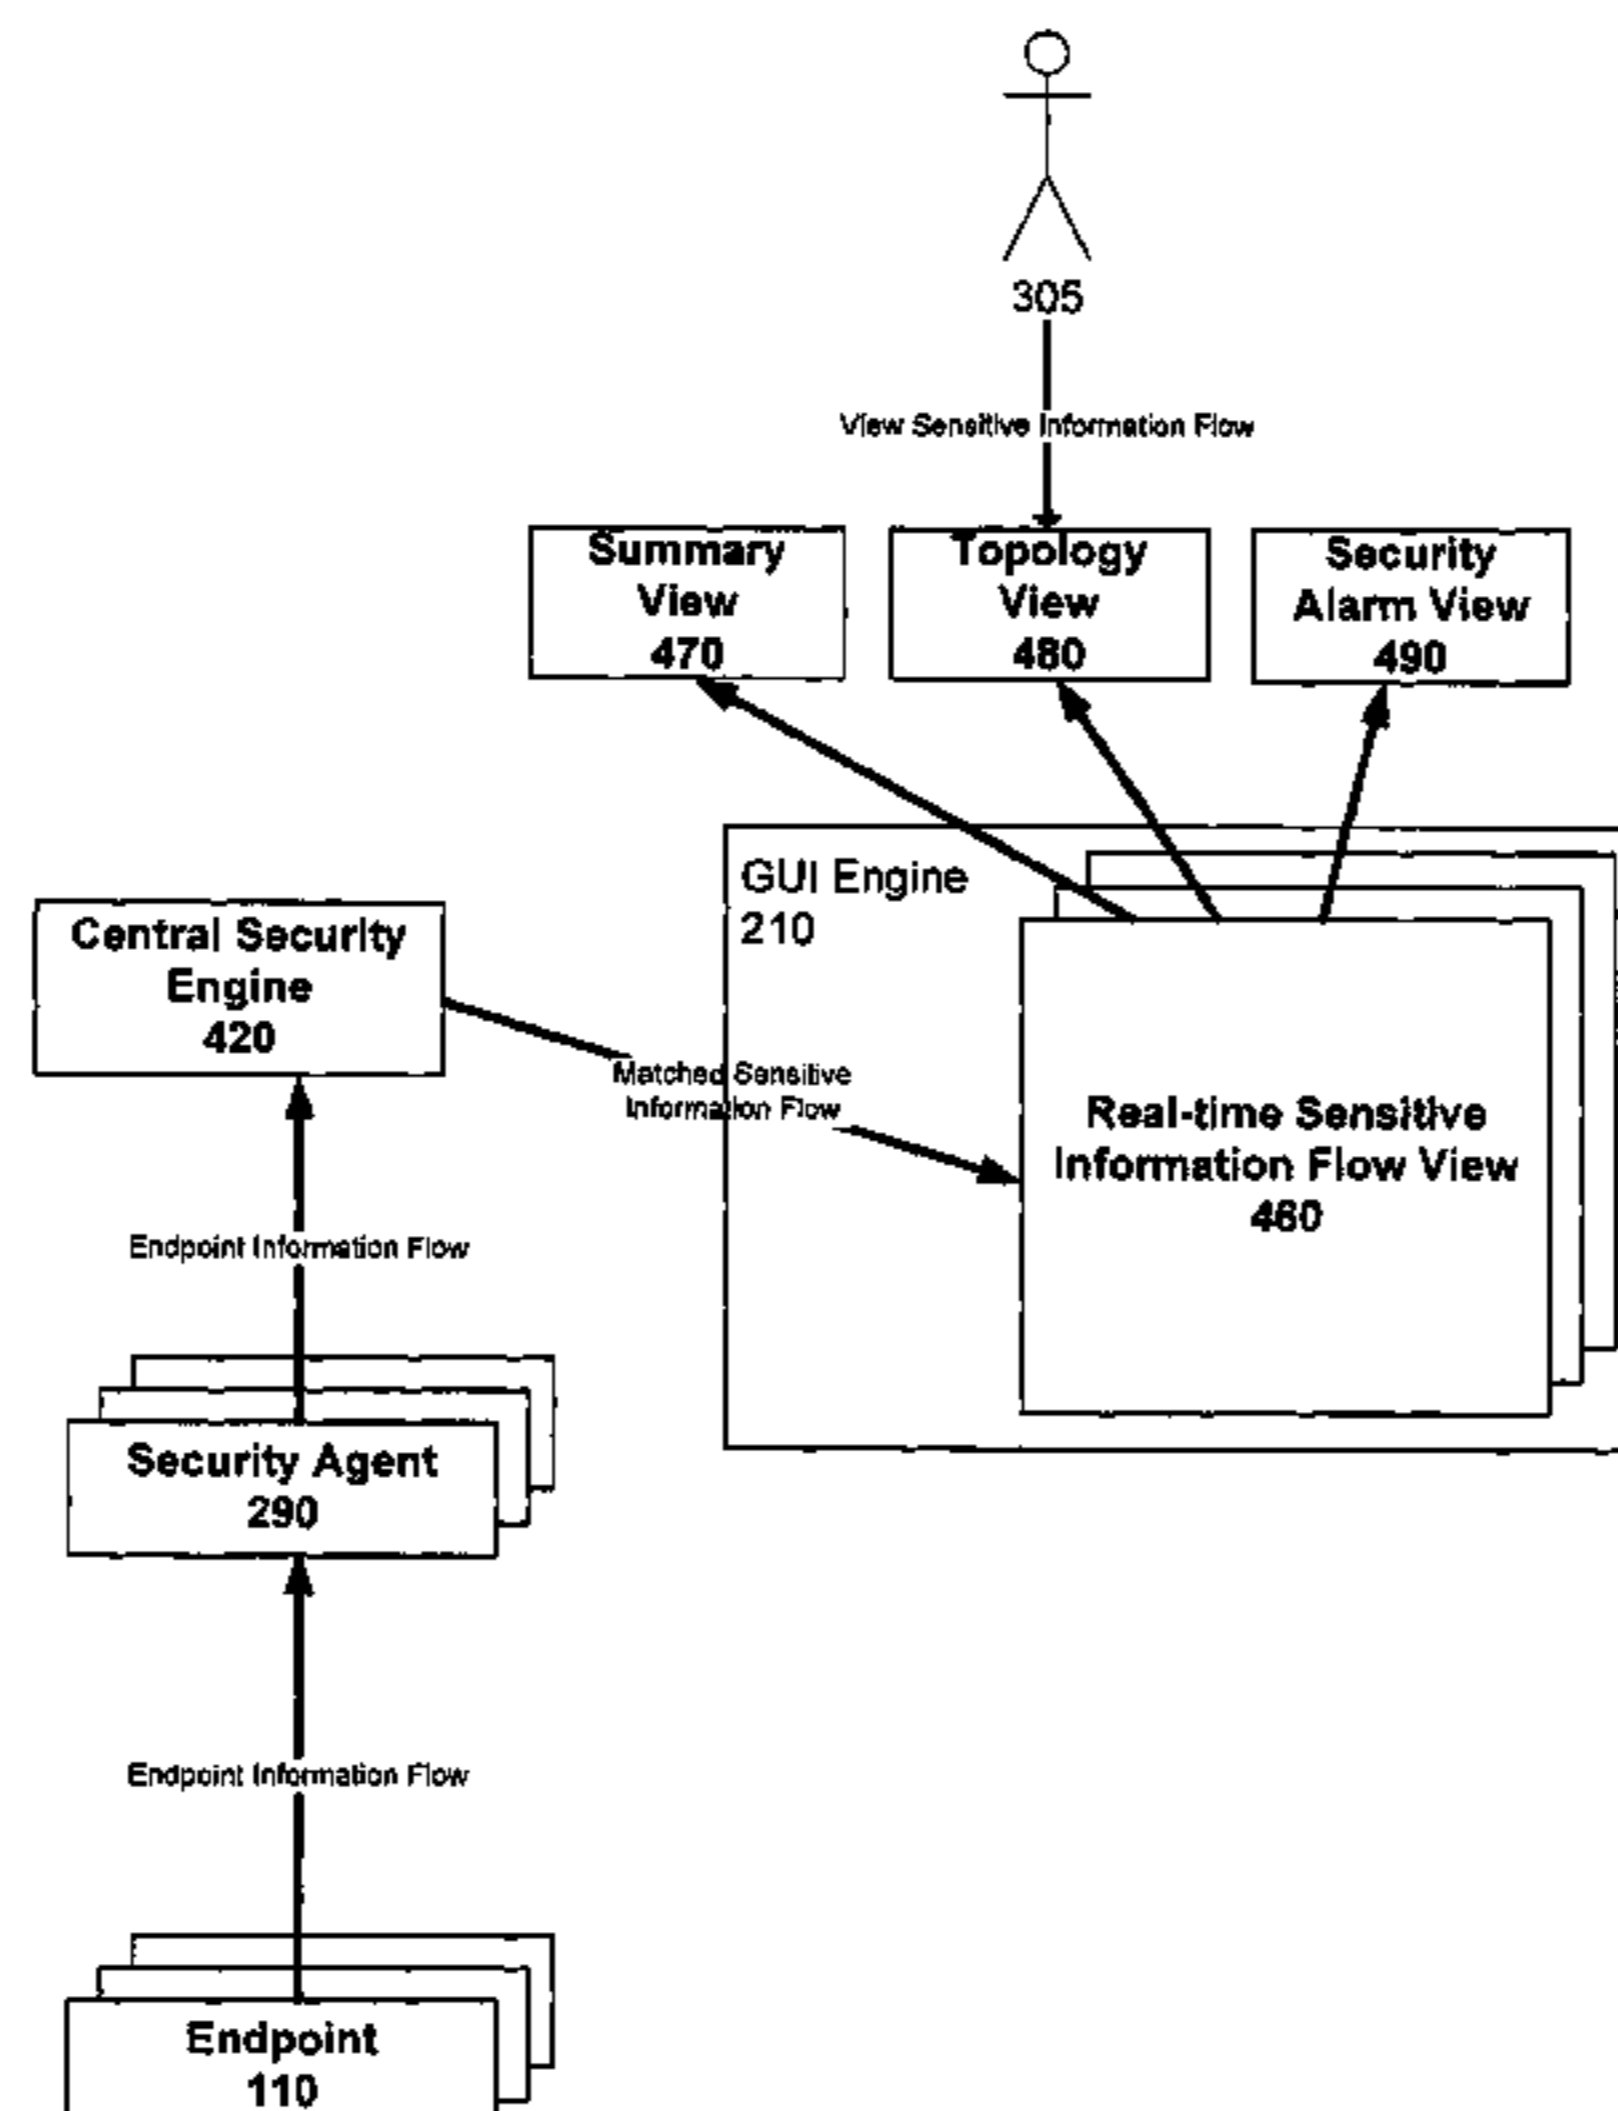 305
View Sensitive Information Flow
Summary
View
470
Topology
View
480
Security
Alarm View
490
GUI Engine
210
Central Security
Engine
420
Matched Sensitive
Information Flow
Real-time Sensitive
Information Flow View
460
Endpoint Information Flow
Security Agent
290
Endpoint Information Flow
Endpoint
110